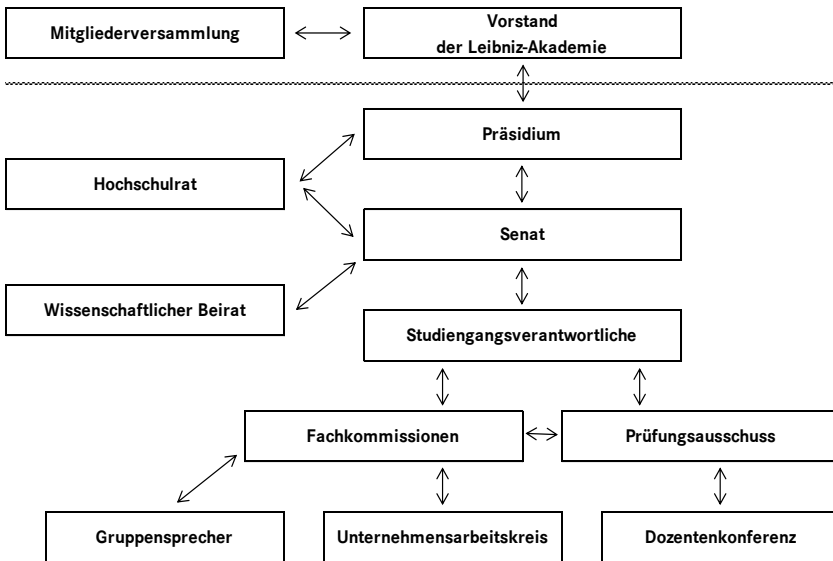 Mitgliederversammlung
Vorstand
der Leibniz-Akademie
Präsidium
Hochschulrat
Senat
Wissenschaftlicher Beirat
Studiengangsverantwortliche
Fachkommissionen
Prüfungsausschuss
Gruppensprecher
Unternehmensarbeitskreis
Dozentenkonferenz